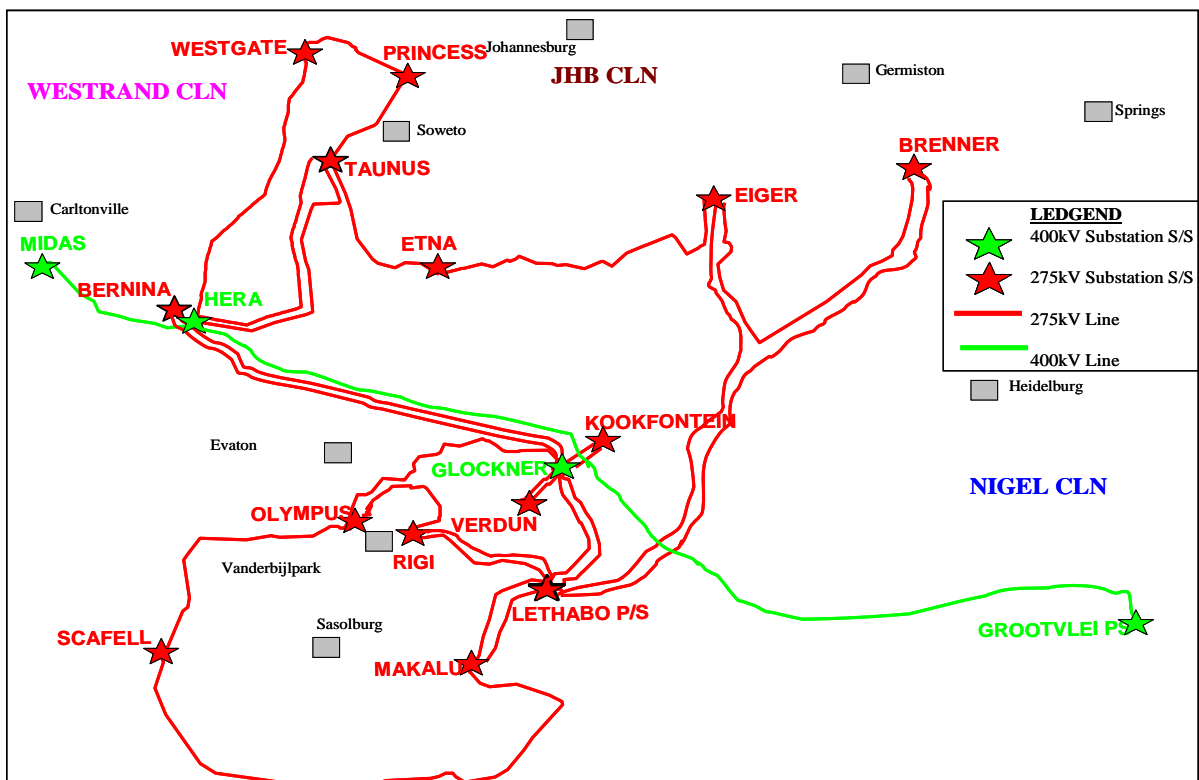 WESTGATE
PRINCESS
Johannesburg
JHB CLN
Germiston
WESTRAND CLN
Springs
Soweto
BRENNER
TAUNUS
EIGER
Carltonville
LEDGEND
400kV Substation S/S
275kV Substation S/S
275kV Line
400kV Line
MIDAS
ETNA
BERNINA
HERA
Heidelburg
KOOKFONTEIN
Evaton
GLOCKNER
NIGEL CLN
OLYMPUS
VERDUN
RIGI
Vanderbijlpark
LETHABO P/S
GROOTVLEI PS
SCAFELL
Sasolburg
MAKALU